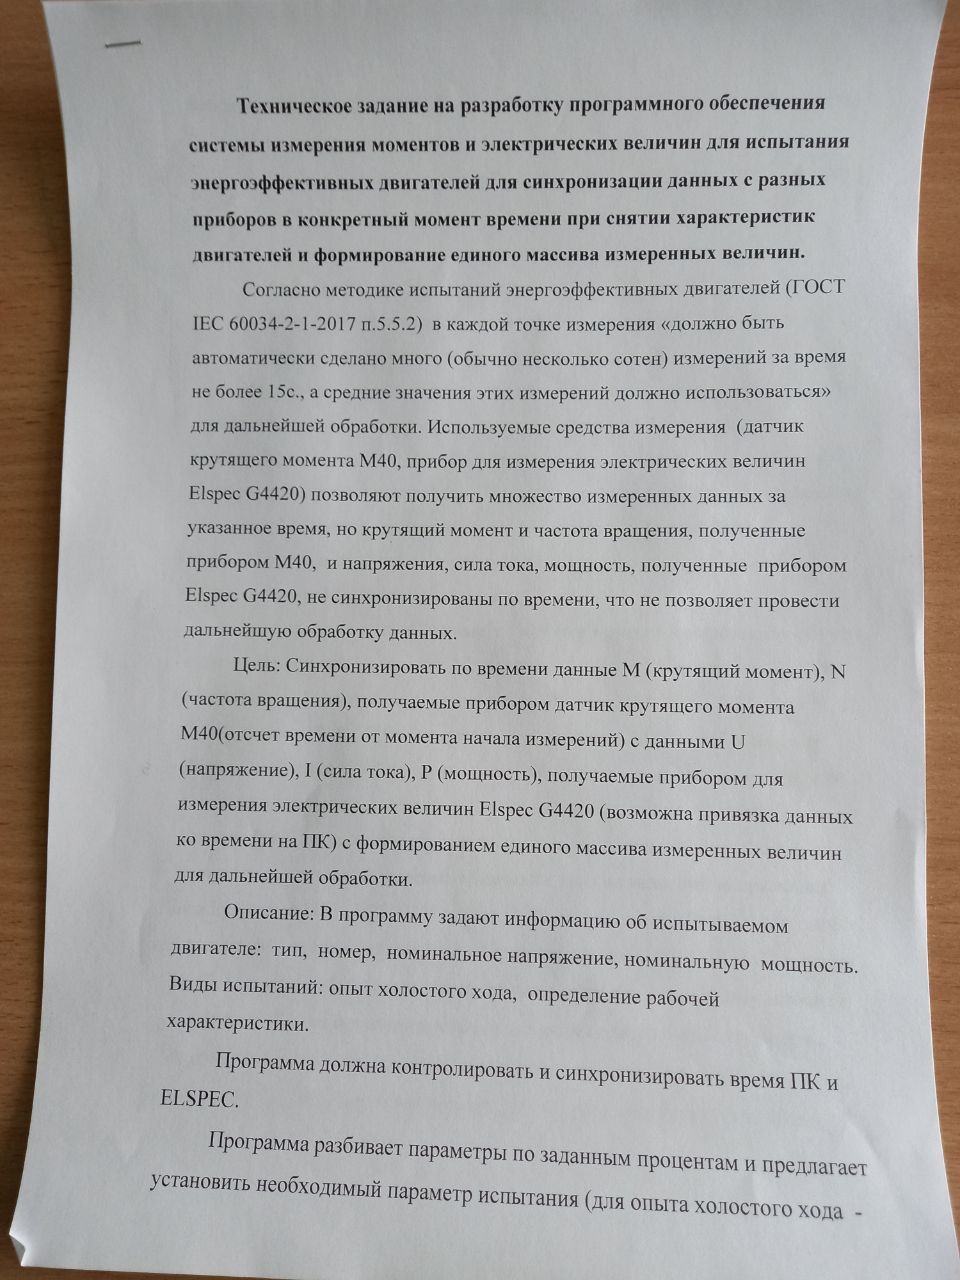 Техническое задание на разработку программного обеспечения
системы измерения моментов и электрических величин для испытания
энергоэффективных двигателей для синхронизации данных с разных
приборов в конкретный момент времени при снятии характеристик
двигателей и формирование единого массива измеренных величин.
Согласно методике испытаний энергоэффективных двигателей (ГОСТ
IEC 60034-2-1-2017 п.5.5.2) в каждой точке измерения «должно быть
автоматически сделано много (обычно несколько сотен) измерений за время
не более 15с., а средние значения этих измерений должно использоваться»
для дальнейшей обработки. Используемые средства измерения (датчик
крутящего момента М40, прибор для измерения электрических величин
Elspec G4420) позволяют получить множество измеренных данных за
указанное время, но крутящий момент и частота вращения, полученные
прибором М40, и напряжения, сила тока, мощность, полученные прибором
Elspec G4420, не синхронизированы по времени, что не позволяет провести
дальнейшую обработку данных.
Цель: Синхронизировать по времени данные М (крутящий момент), N
(частота вращения), получаемые прибором датчик крутящего момента
М40(отсчет времени от момента начала измерений) с данными U
(напряжение), I (сила тока), Р (мощность), получаемые прибором для
измерения электрических величин Elspec G4420 (возможна привязка данных
ко времени на ПК) с формированием единого массива измеренных величин
для дальнейшей обработки.
Описание: В программу задают информацию об испытываемом
двигателе: тип, номер, номинальное напряжение, номинальную мощность.
Виды испытаний: опыт холостого хода, определение рабочей
характеристики.
Программа должна контролировать и синхронизировать время ПК и
ELSPEC.
Программа разбивает параметры по заданным процентам и предлагает
установить необходимый параметр испытания (для опыта холостого хода -